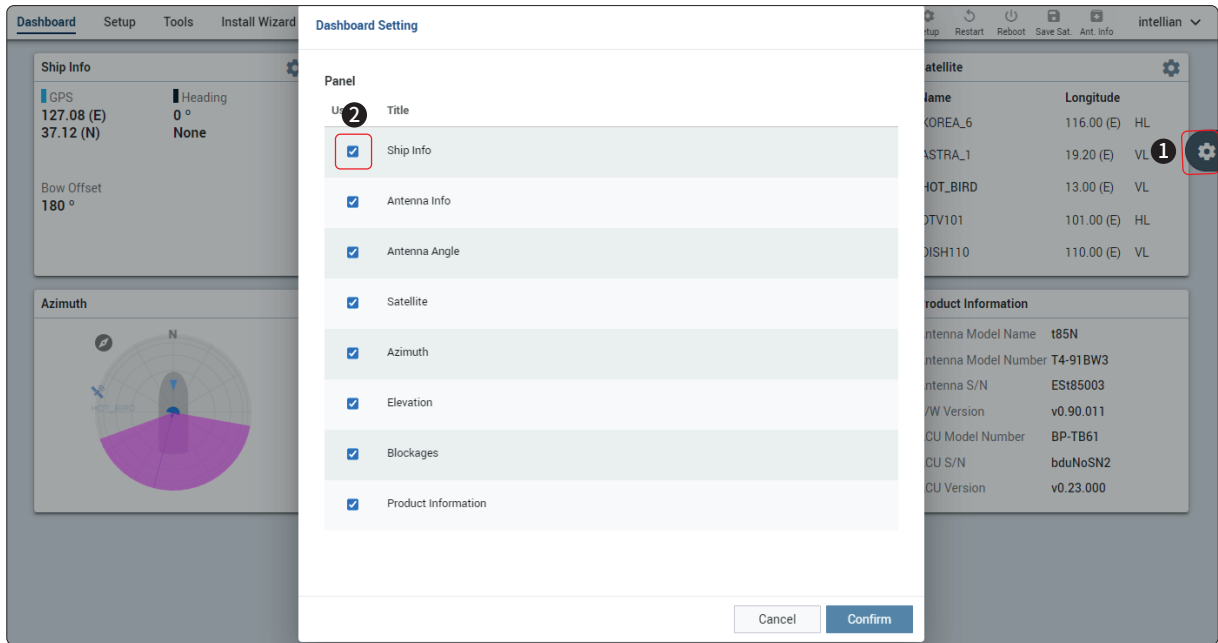 Dashboard Setup Tools Install Wizard
Restart Reboot Save Sat. Ant. Info
intellian
Ship Info
GPS Heading
127.08 (E) 0 °
37.12 (N) None
Bow Offset
180 °
Azimuth
N
HOT_BIRD
Dashboard Setting
Panel
2
Title
Ship Info
Antenna Info
Antenna Angle
Satellite
Azimuth
Elevation
Blockages
Product Information
Cancel Confirm
atellite
Name Longitude
KOREA_6 116.00 (E) HL
ASTRA_1 19.20 (E) VL
1
HOT_BIRD 13.00 (E) VL
DTV101 101.00 (E) HL
DISH110 110.00 (E) VL
roduct Information
ntenna Model Name t85N
ntenna Model Number T4-91BW3
ntenna S/N ESt85003
/W Version v0.90.011
CU Model Number BP-TB61
CU S/N bduNoSN2
CU Version v0.23.000